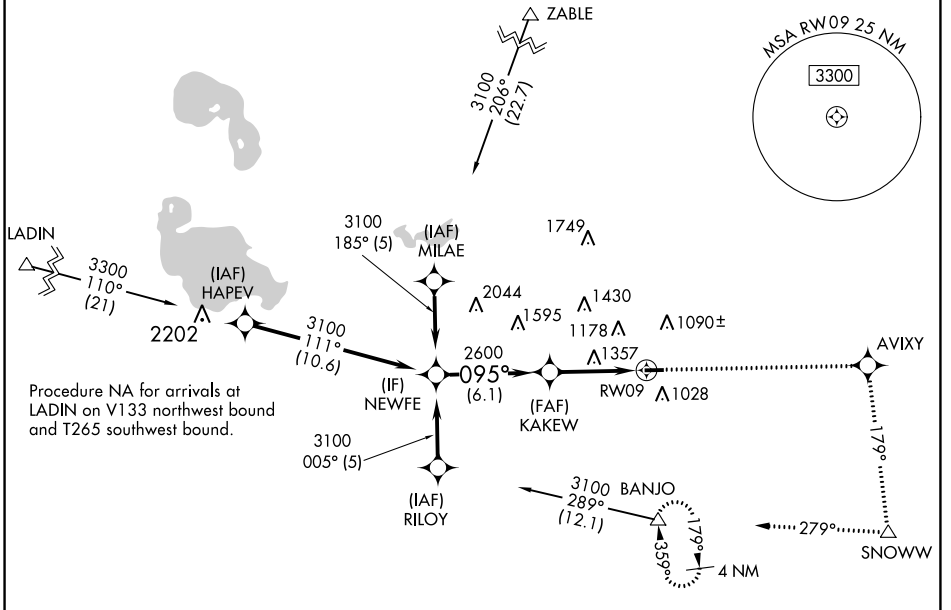 ZABLE
MSA RW09 25 NM
3300
3100
206°
(22.7)
LADIN
3300
110°
(21)
(IAF)
HAPEV
2202
3100
185° (5)
(IAF)
MILAE
1749
2044
1595
1430
1178
1090±
1357
3100
111°
(10.6)
2600
095°
(6.1)
(IF)
NEWFE
(FAF)
KAKEW
RW09
1028
AVIXY
Procedure NA for arrivals at
LADIN on V133 northwest bound
and T265 southwest bound.
3100
005° (5)
(IAF)
RILOY
3100
289°
(12.1)
BANJO
179°
359°
4 NM
179°
279°
SNOWW